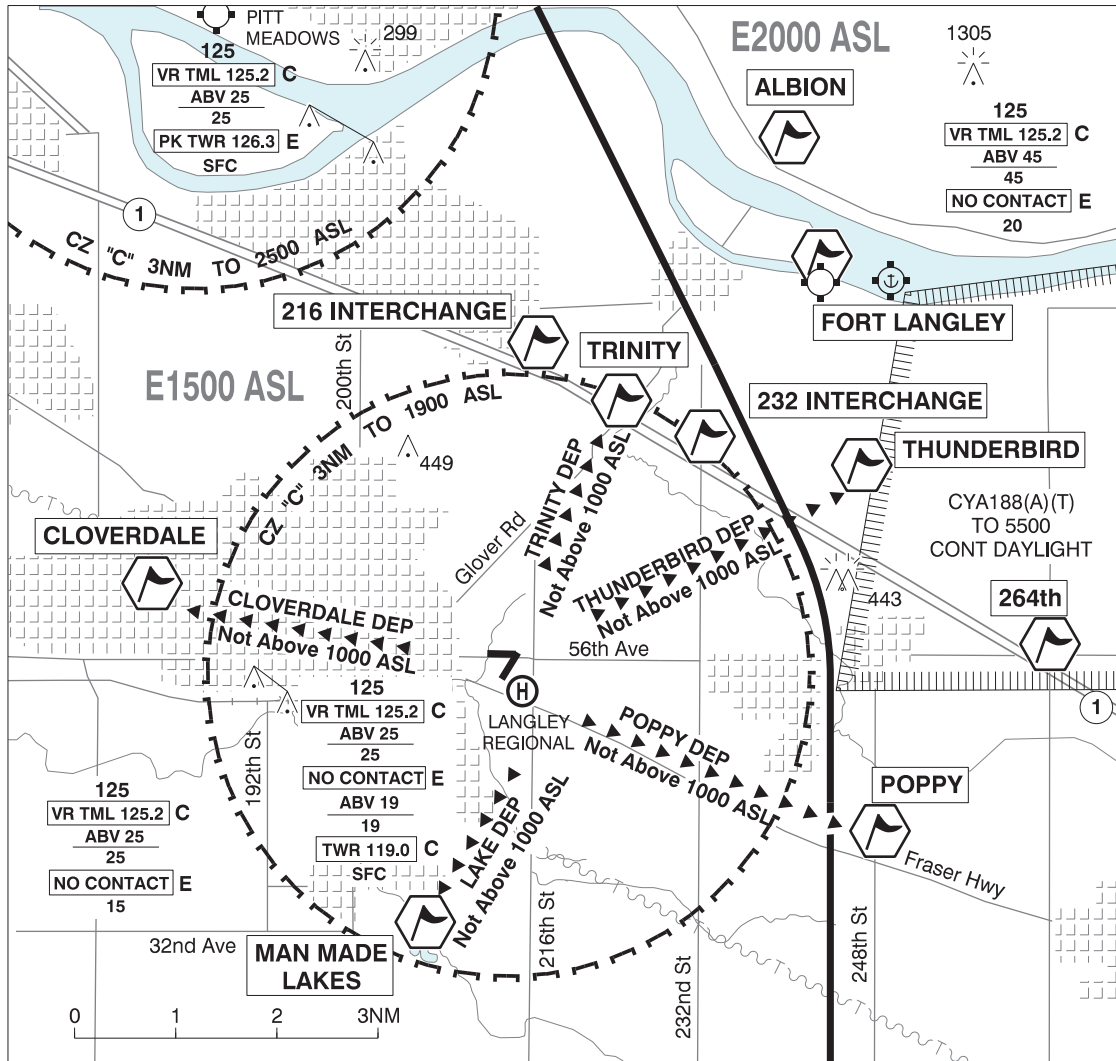 PITT
MEADOWS
299
E2000 ASL
1305
125
VR TML 125.2 C
ABV 25
25
PK TWR 126.3 E
SFC
ALBION
125
VR TML 125.2 C
ABV 45
45
NO CONTACT E
20
1
CZ "C" 3NM TO 2500 ASL
216 INTERCHANGE
TRINITY
FORT LANGLEY
E1500 ASL
200th St
232 INTERCHANGE
THUNDERBIRD
CZ "C" 3NM TO 1900 ASL
449
CYA188(A)(T)
TO 5500
CONT DAYLIGHT
CLOVERDALE
Glover Rd
TRINITY DEP
Not Above 1000 ASL
THUNDERBIRD DEP
Not Above 1000 ASL
443
264th
CLOVERDALE DEP
Not Above 1000 ASL
56th Ave
H
LANGLEY
REGIONAL
1
125
VR TML 125.2 C
ABV 25
25
NO CONTACT E
ABV 19
19
TWR 119.0 C
SFC
POPPY DEP
Not Above 1000 ASL
192th St
POPPY
125
VR TML 125.2 C
ABV 25
25
NO CONTACT E
15
LAKE DEP
Not Above 1000 ASL
Fraser Hwy
32nd Ave
MAN MADE
LAKES
216th St
232nd St
248th St
0 1 2 3NM